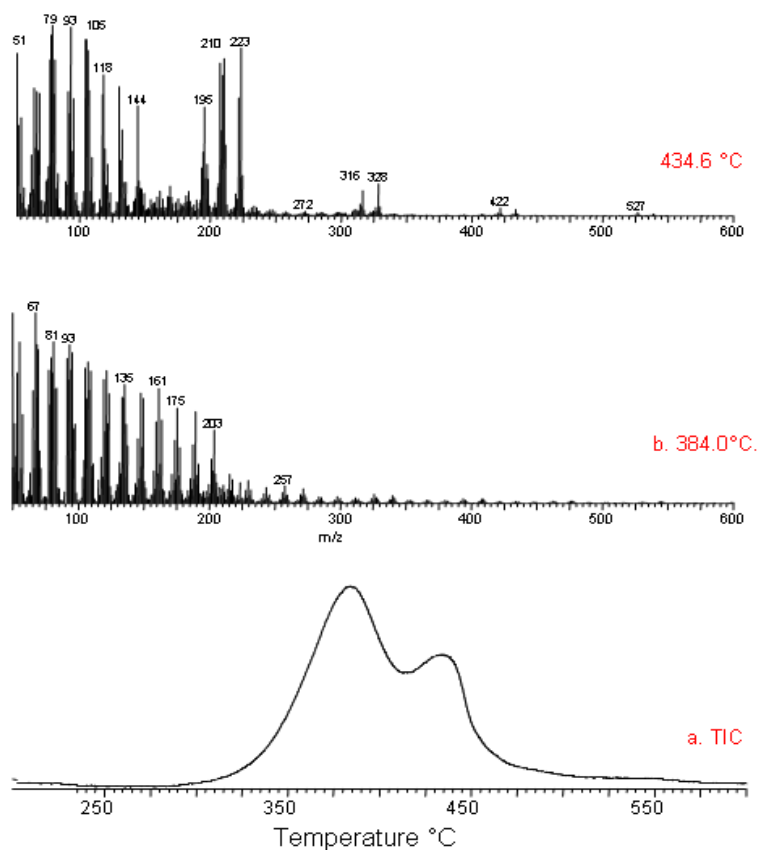 51 79 93 105 118 144 195 210 223 316 328 272 422 527
434.6 °C
100 200 300 400 500 600
67 81 93 135 161 175 203 257
b. 384.0°C.
100 200 300 400 500 600
m/z
a. TIC
250 350 450 550
Temperature °C